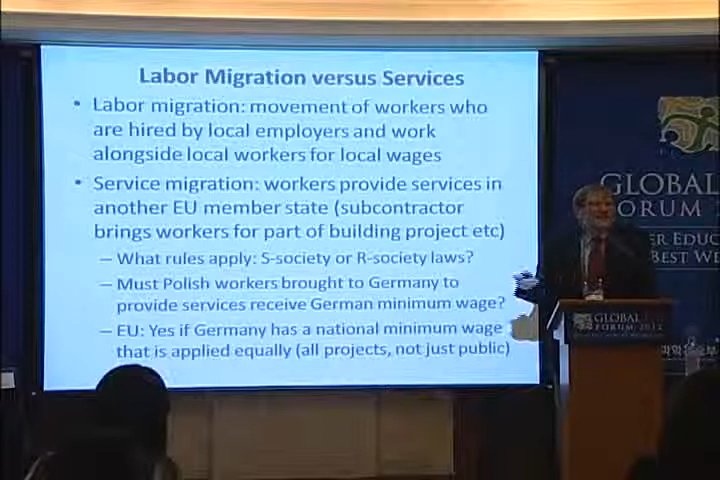 Labor Migration versus Services
• Labor migration: movement of workers who
are hired by local employers and work
alongside local workers for local wages
• Service migration: workers provide services in
another EU member state (subcontractor
brings workers for part of building project etc)
– What rules apply: S-society or R-society laws?
– Must Polish workers brought to Germany to
provide services receive German minimum wage?
– EU: Yes if Germany has a national minimum wage
that is applied equally (all projects, not just public)
GLOBAL
ORUM
ER EDUC
BEST WE
GLOBAL
FORUM 2012